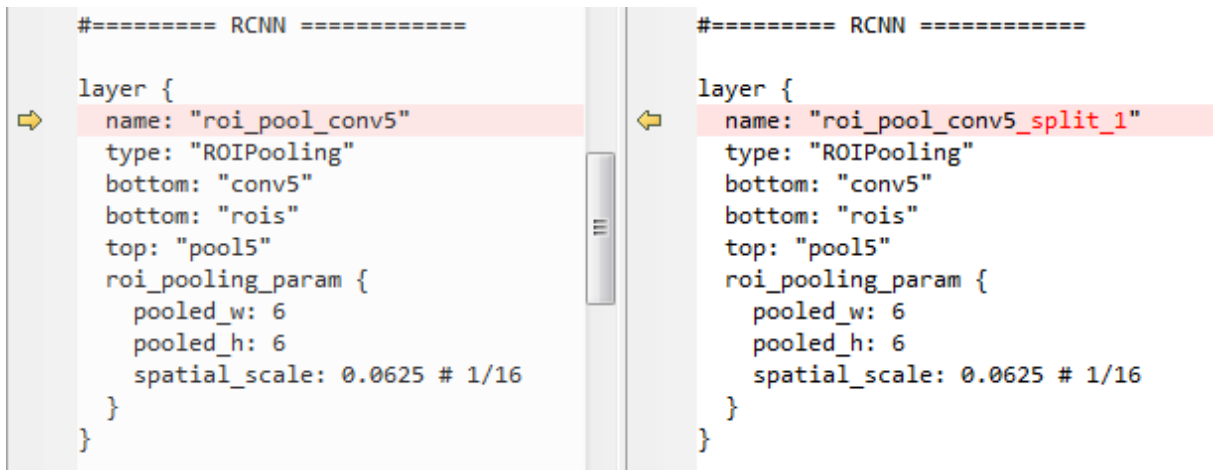 #========= RCNN ============
layer {
name: "roi_pool_conv5"
type: "ROIPooling"
bottom: "conv5"
bottom: "rois"
top: "pool5"
roi_pooling_param {
pooled_w: 6
pooled_h: 6
spatial_scale: 0.0625 # 1/16
}
}
#========= RCNN ============
layer {
name: "roi_pool_conv5_split_1"
type: "ROIPooling"
bottom: "conv5"
bottom: "rois"
top: "pool5"
roi_pooling_param {
pooled_w: 6
pooled_h: 6
spatial_scale: 0.0625 # 1/16
}
}